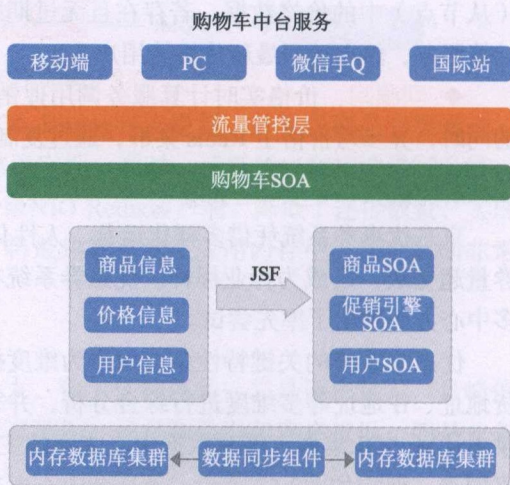 购物车中台服务
移动端 PC 微信手Q 国际站
流量管控层
购物车SOA
商品信息
价格信息
用户信息
JSF
商品SOA
促销引擎
SOA
用户SOA
内存数据库集群 数据同步组件 内存数据库集群